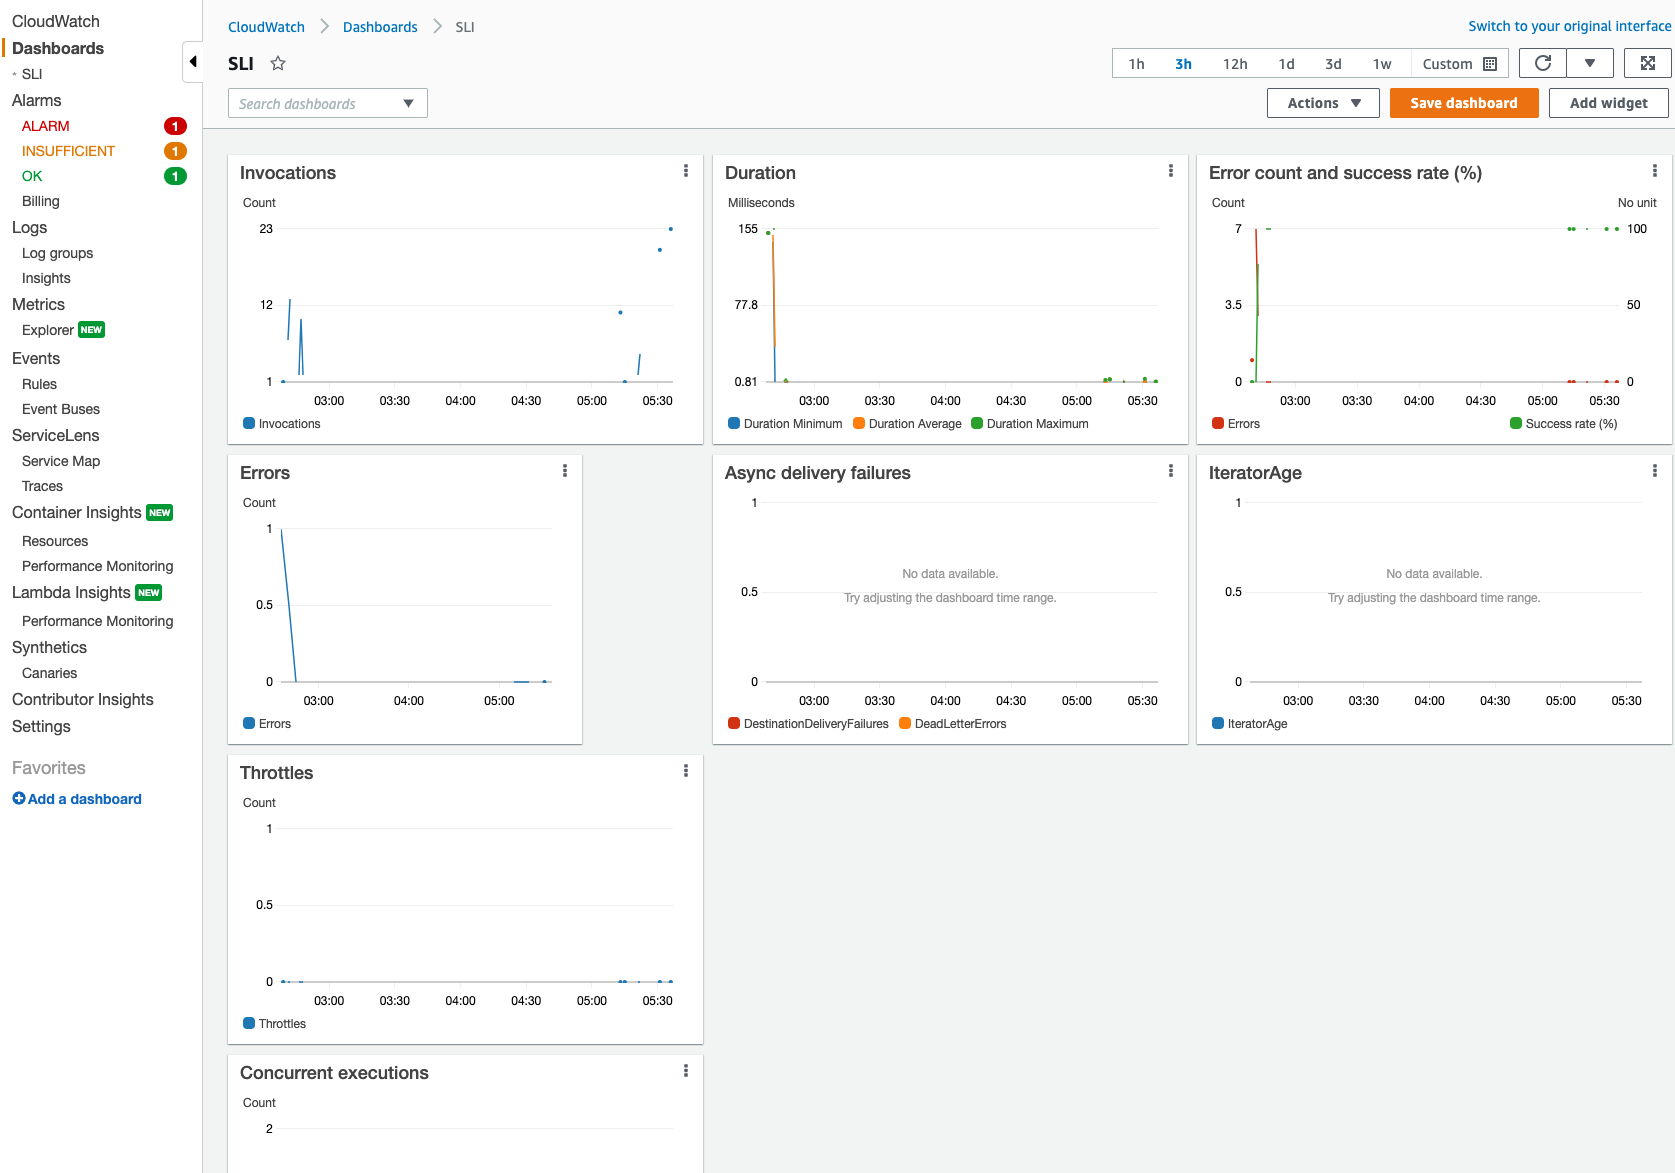 CloudWatch
Dashboards
SLI
Alarms
ALARM 1
INSUFFICIENT 1
OK 1
Billing
Logs
Log groups
Insights
Metrics
Explorer NEW
Events
Rules
Event Buses
ServiceLens
Service Map
Traces
Container Insights NEW
Resources
Performance Monitoring
Lambda Insights NEW
Performance Monitoring
Synthetics
Canaries
Contributor Insights
Settings
Favorites
Add a dashboard
CloudWatch > Dashboards > SLI
Switch to your original interface
SLI
1h 3h 12h 1d 3d 1w Custom
Search dashboards
Actions Save dashboard Add widget
Invocations
Count
23
12
1
03:00 03:30 04:00 04:30 05:00 05:30
Invocations
Duration
Milliseconds
155
77.8
0.81
03:00 03:30 04:00 04:30 05:00 05:30
Duration Minimum Duration Average Duration Maximum
Error count and success rate (%)
Count No unit
7 100
3.5 50
0 0
03:00 03:30 04:00 04:30 05:00 05:30
Errors Success rate (%)
Errors
Count
1
0.5
0
03:00 04:00 05:00
Errors
Async delivery failures
1
No data available.
0.5 Try adjusting the dashboard time range.
0
03:00 03:30 04:00 04:30 05:00 05:30
DestinationDeliveryFailures DeadLetterErrors
IteratorAge
1
No data available.
0.5 Try adjusting the dashboard time range.
0
03:00 03:30 04:00 04:30 05:00 05:30
IteratorAge
Throttles
Count
1
0.5
0
03:00 03:30 04:00 04:30 05:00 05:30
Throttles
Concurrent executions
Count
2